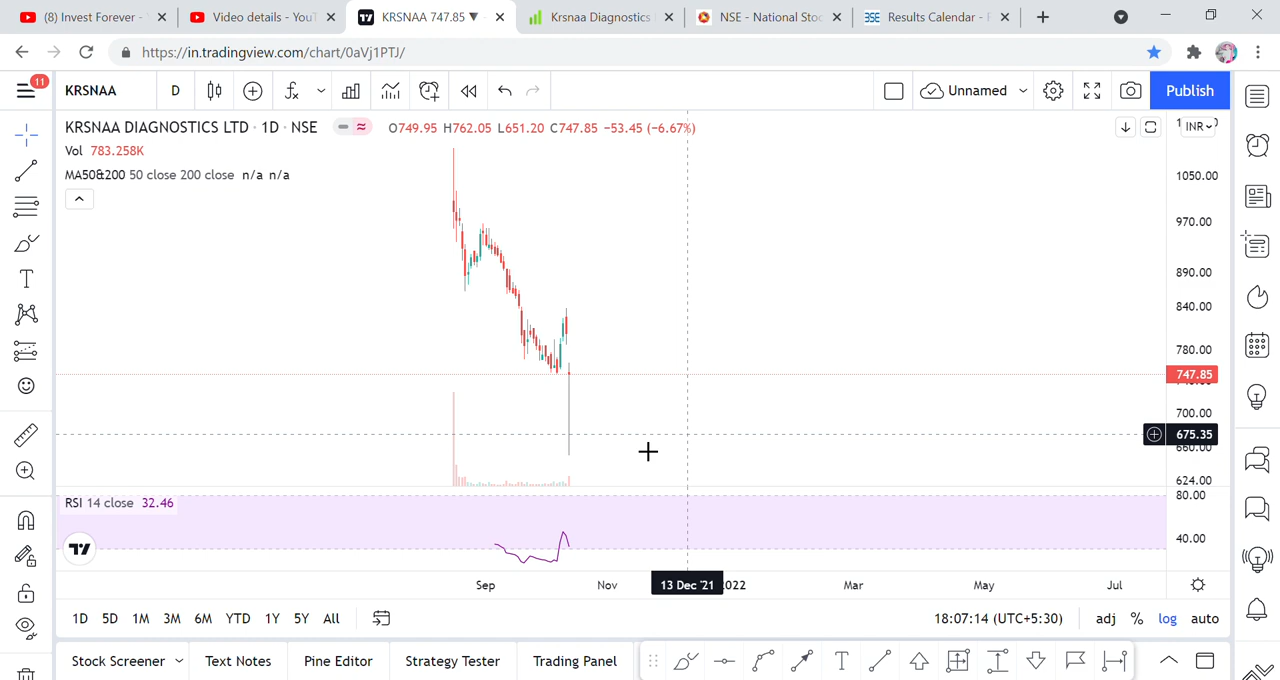 (8) Invest Forever -
Video details - YouT
KRSNAA 747.85 ▼ -
Krsnaa Diagnostics
NSE - National Stoc
BSE
Results Calendar - F
https://in.tradingview.com/chart/0aVj1PTJ/
11
KRSNAA
D
Unnamed
Publish
KRSNAA DIAGNOSTICS LTD · 1D · NSE
O749.95 H762.05 L651.20 C747.85 −53.45 (−6.67%)
INR
Vol 783.258K
MA50&200 50 close 200 close n/a n/a
1050.00
970.00
890.00
840.00
780.00
747.85
700.00
675.35
660.00
624.00
80.00
RSI 14 close 32.46
40.00
Sep
Nov
13 Dec '21
2022
Mar
May
Jul
1D 5D 1M 3M 6M YTD 1Y 5Y All
18:07:14 (UTC+5:30)
adj % log auto
Stock Screener
Text Notes
Pine Editor
Strategy Tester
Trading Panel